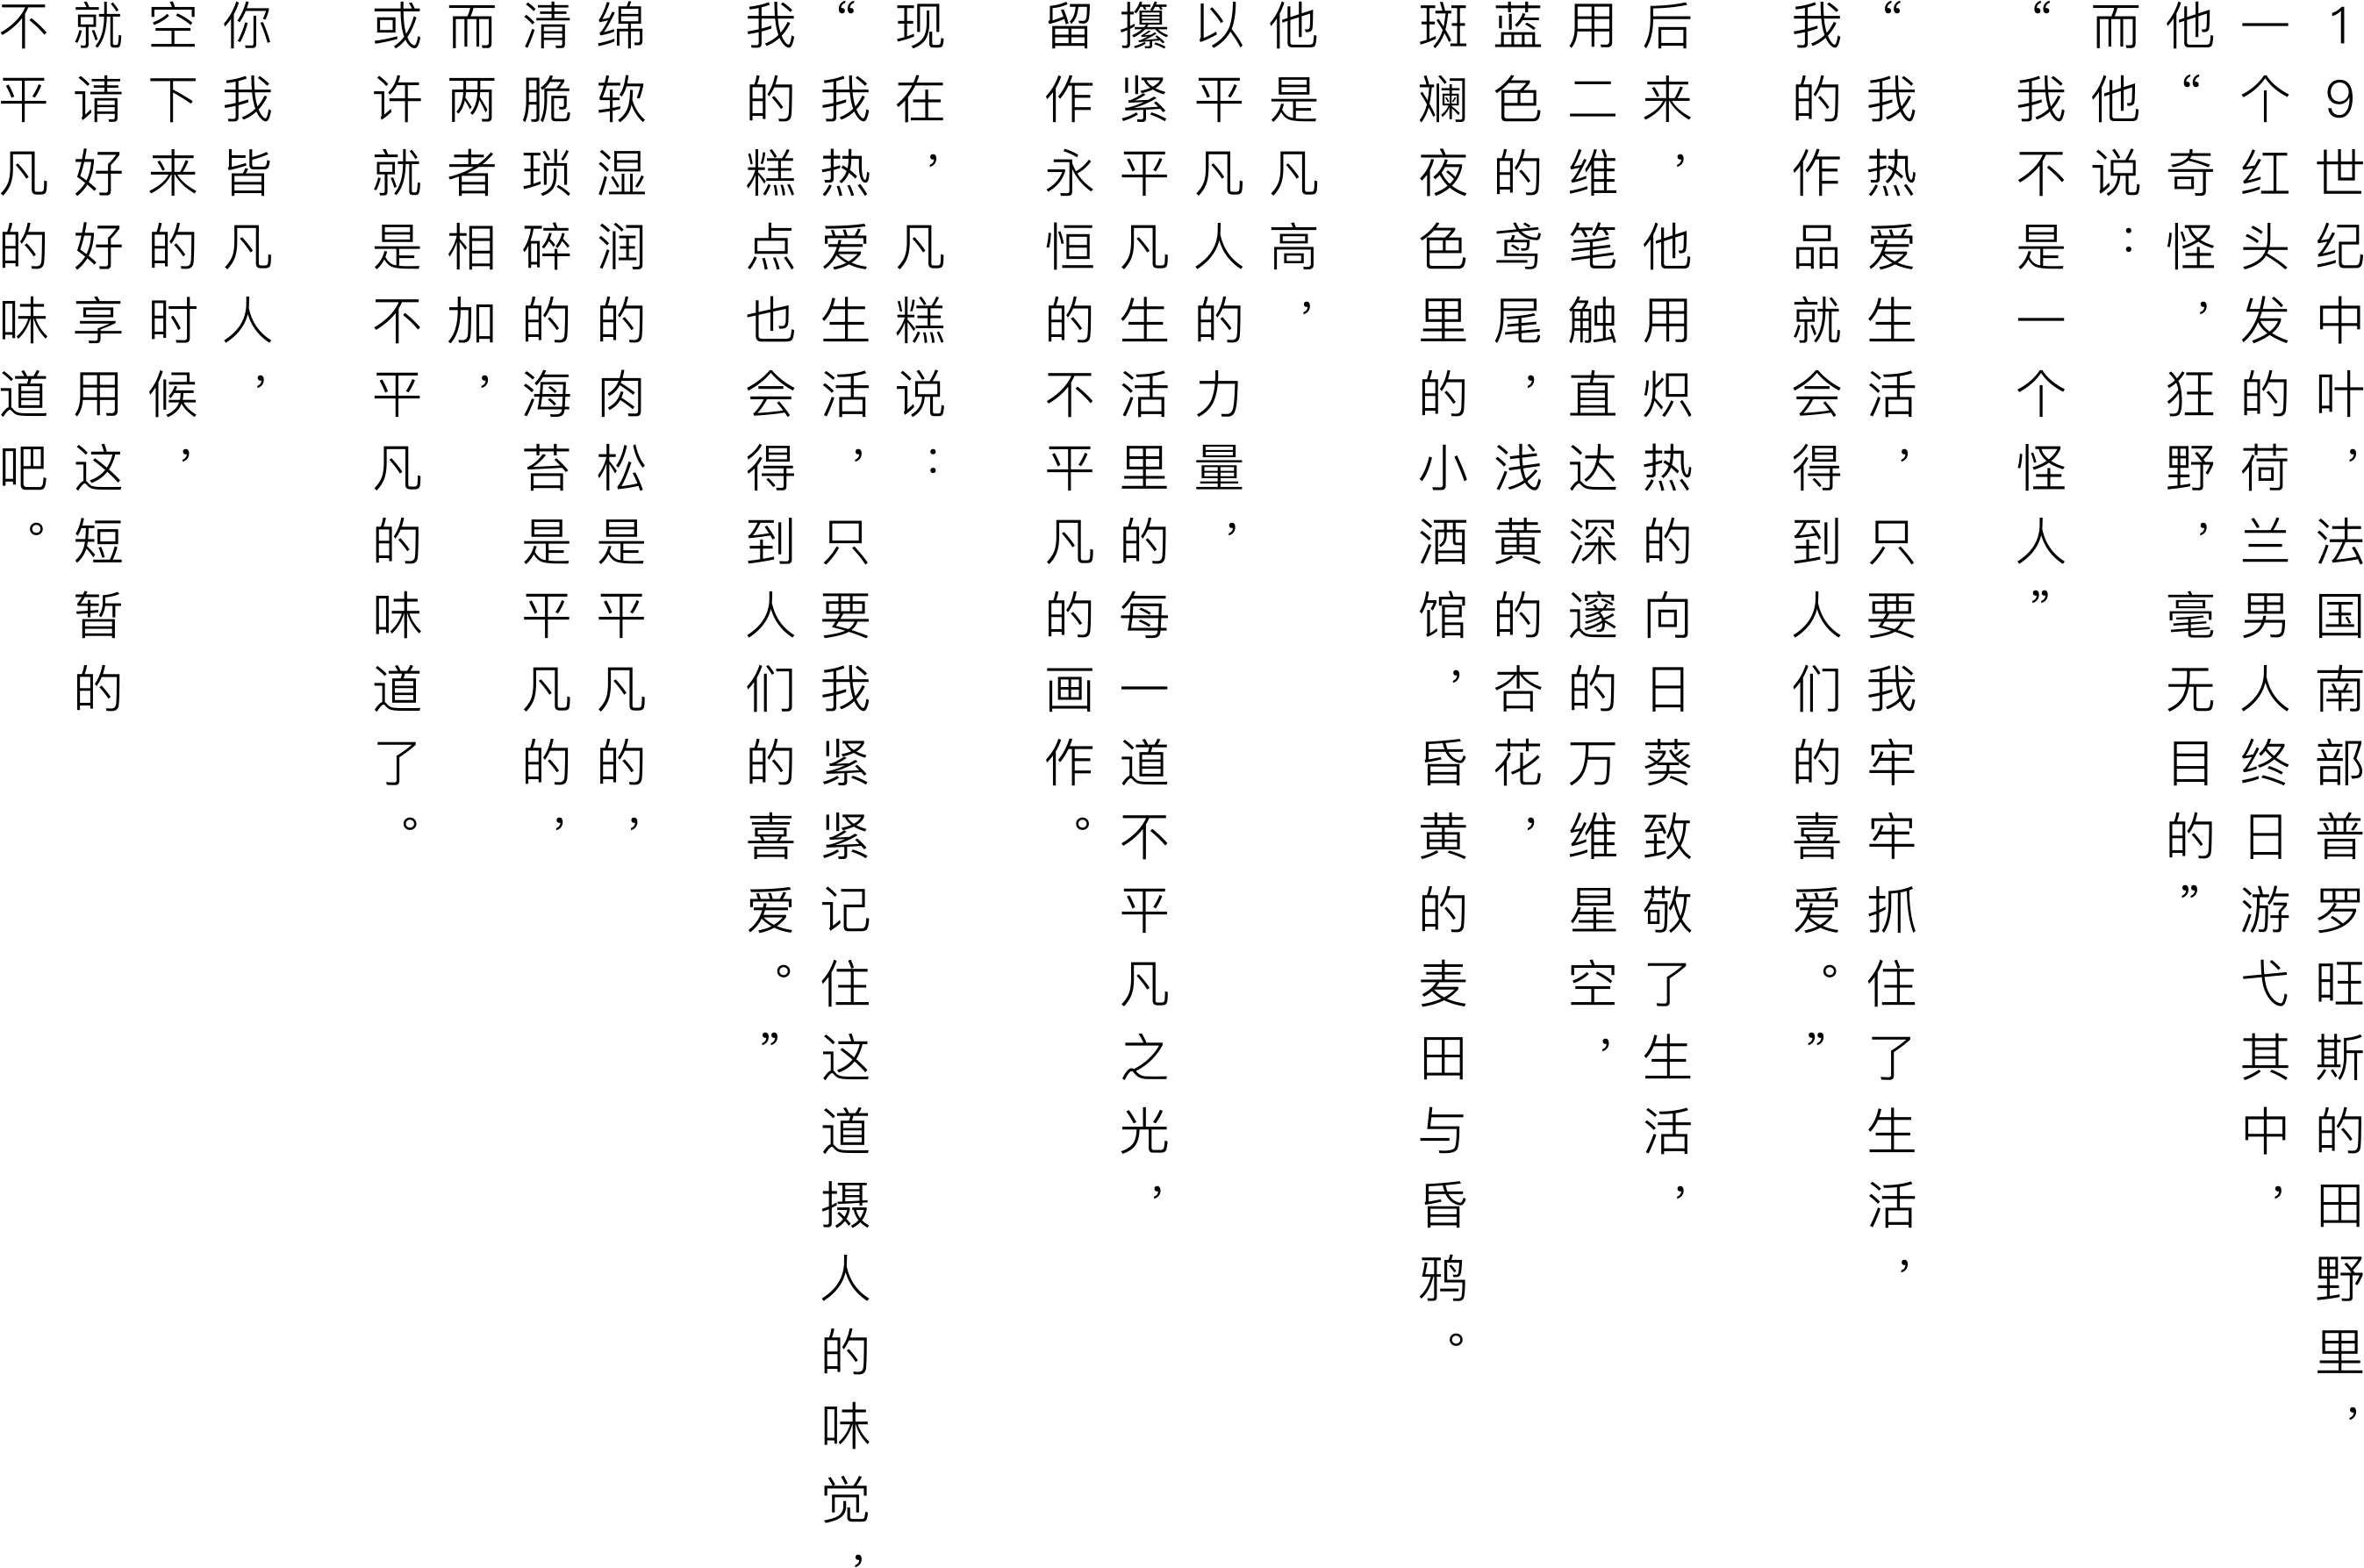 19世纪中叶，法国南部普罗旺斯的田野里，
一个红头发的荷兰男人终日游弋其中，
他“奇怪，狂野，毫无目的”
而他说：
“我不是一个怪人”
“我热爱生活，只要我牢牢抓住了生活，
我的作品就会得到人们的喜爱。”
后来，他用炽热的向日葵致敬了生活，
用二维笔触直达深邃的万维星空，
蓝色的鸢尾，浅黄的杏花，
斑斓夜色里的小酒馆，昏黄的麦田与昏鸦。
他是凡高，
以平凡人的力量，
攥紧平凡生活里的每一道不平凡之光，
留作永恒的不平凡的画作。
现在，凡糕说：
“我热爱生活，只要我紧紧记住这道摄人的味觉，
我的糕点也会得到人们的喜爱。”
绵软湿润的肉松是平凡的，
清脆琐碎的海苔是平凡的，
而两者相加，
或许就是不平凡的味道了。
你我皆凡人，
空下来的时候，
就请好好享用这短暂的
不平凡的味道吧。